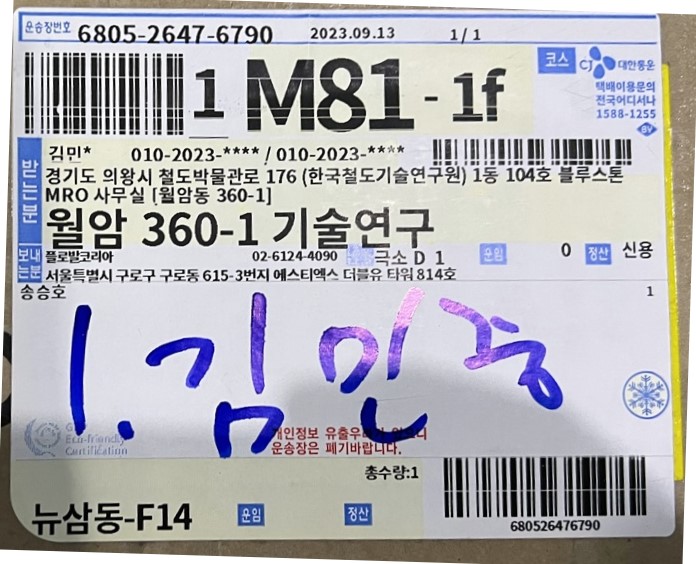 운송장번호 6805-2647-6790 2023.09.13 1/ 1
1 M81 - 1f
코스 CJ 대한통운
택배이용문의
전국어디서나
1588-1255
BV
받는분
김민* 010-2023-**** / 010-2023-****
경기도 의왕시 철도박물관로 176 (한국철도기술연구원) 1동 104호 블루스톤
MRO 사무실 [월암동 360-1]
월암 360-1 기술연구
보내는분 플로발코리아 02-6124-4090 극소 D 1 운임 0 정산 신용
서울특별시 구로구 구로동 615-3번지 에스티엑스 더블유 타워 814호
송승호 1
1. 김민중
Eco-friendly
Certification
개인정보 유출우려가 있으니
운송장은 폐기바랍니다.
총수량:1
뉴삼동-F14 운임 정산
680526476790